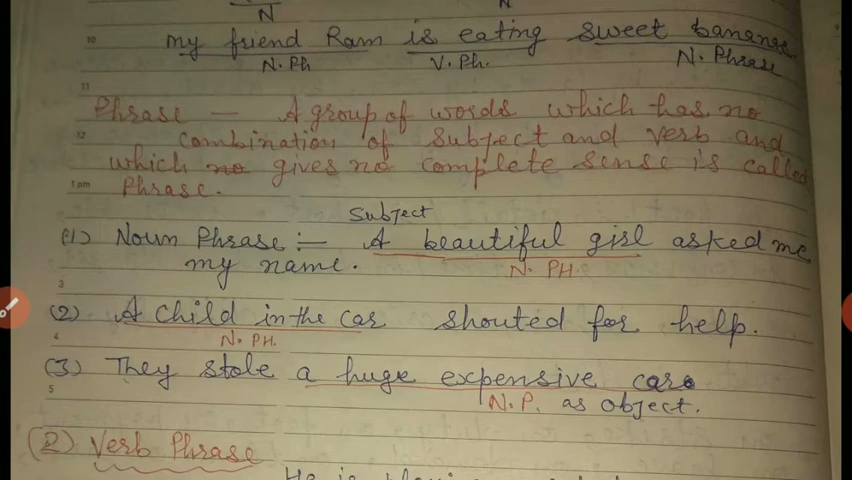 N
N
my friend Ram is eating sweet bananas
N. Ph V. Ph. N. Phrase
Phrase — A group of words which has no
combination of Subject and verb and
which no gives no complete sense is called
Phrase.
Subject
(1) Noun Phrase :– A beautiful girl asked me
N. PH.
my name.
(2) A child in the car shouted for help.
N. PH.
(3) They stole a huge expensive car.
N.P. as object.
(2) Verb Phrase
He is